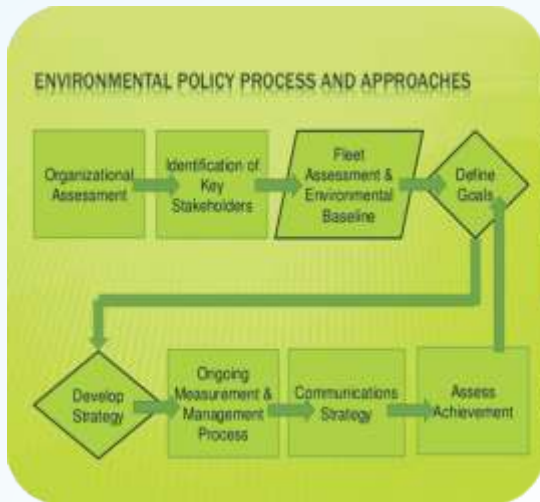 ENVIRONMENTAL POLICY PROCESS AND APPROACHES
Organizational
Assessment
Identification of
Key
Stakeholders
Fleet
Assessment &
Environmental
Baseline
Define
Goals
Develop
Strategy
Ongoing
Measurement &
Management
Process
Communications
Strategy
Assess
Achievement